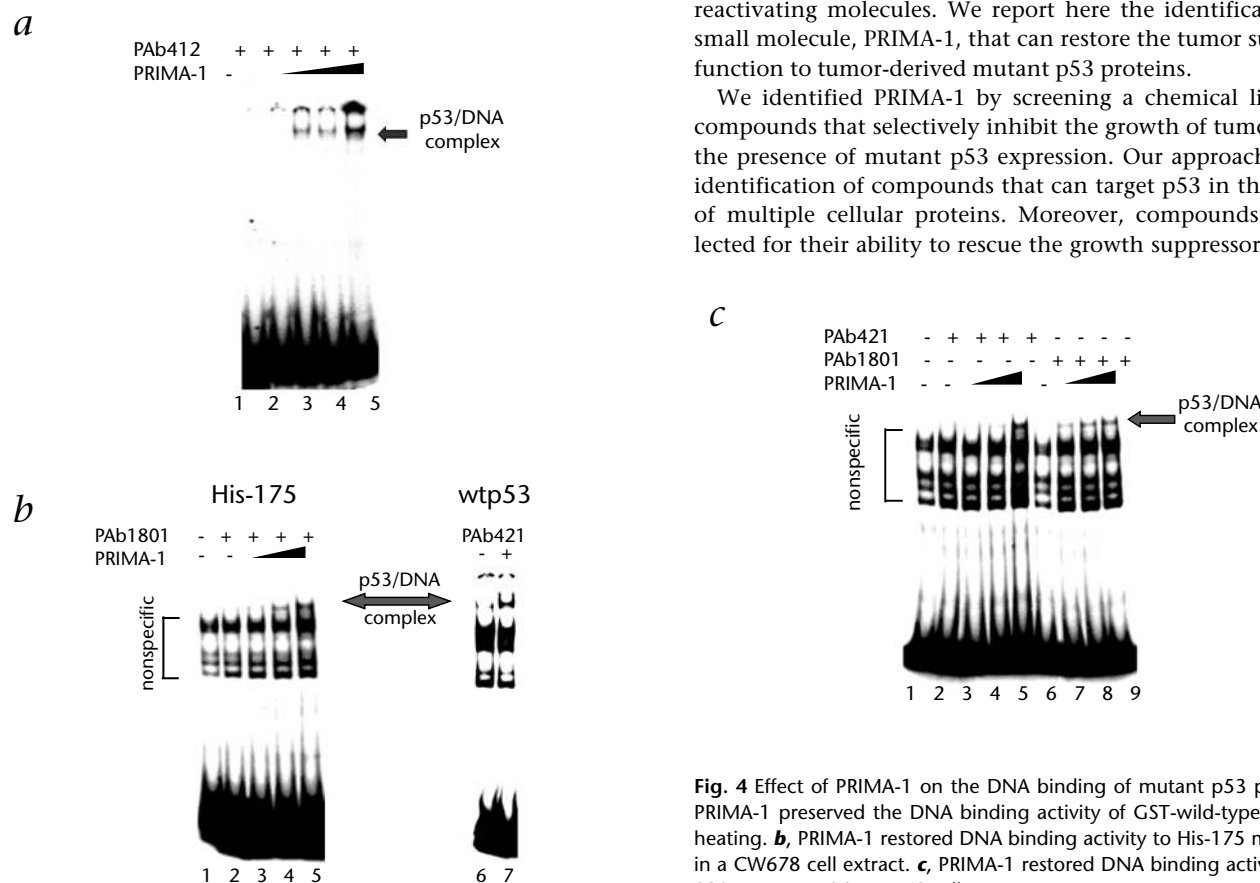 a
PAb412 + + + + +
PRIMA-1 -
p53/DNA
complex
1 2 3 4 5
b
His-175
wtp53
PAb1801 - + + + +
PRIMA-1 - -
PAb421
- +
p53/DNA
complex
nonspecific
1 2 3 4 5
6 7
reactivating molecules. We report here the
small molecule, PRIMA-1, that can restore the tumor
function to tumor-derived mutant p53 proteins.
We identified PRIMA-1 by screening a chemical
compounds that selectively inhibit the growth of
the presence of mutant p53 expression. Our approach
identification of compounds that can target p53 in
of multiple cellular proteins. Moreover, compounds
lected for their ability to rescue the growth suppressor
c
PAb421 - + + + + - - - -
PAb1801 - - - - - + + + +
PRIMA-1 - - -
p53/DNA
complex
nonspecific
1 2 3 4 5 6 7 8 9
Fig. 4 Effect of PRIMA-1 on the DNA binding of mutant p53
PRIMA-1 preserved the DNA binding activity of GST-wild-type
heating. b, PRIMA-1 restored DNA binding activity to His-175
in a CW678 cell extract. c, PRIMA-1 restored DNA binding